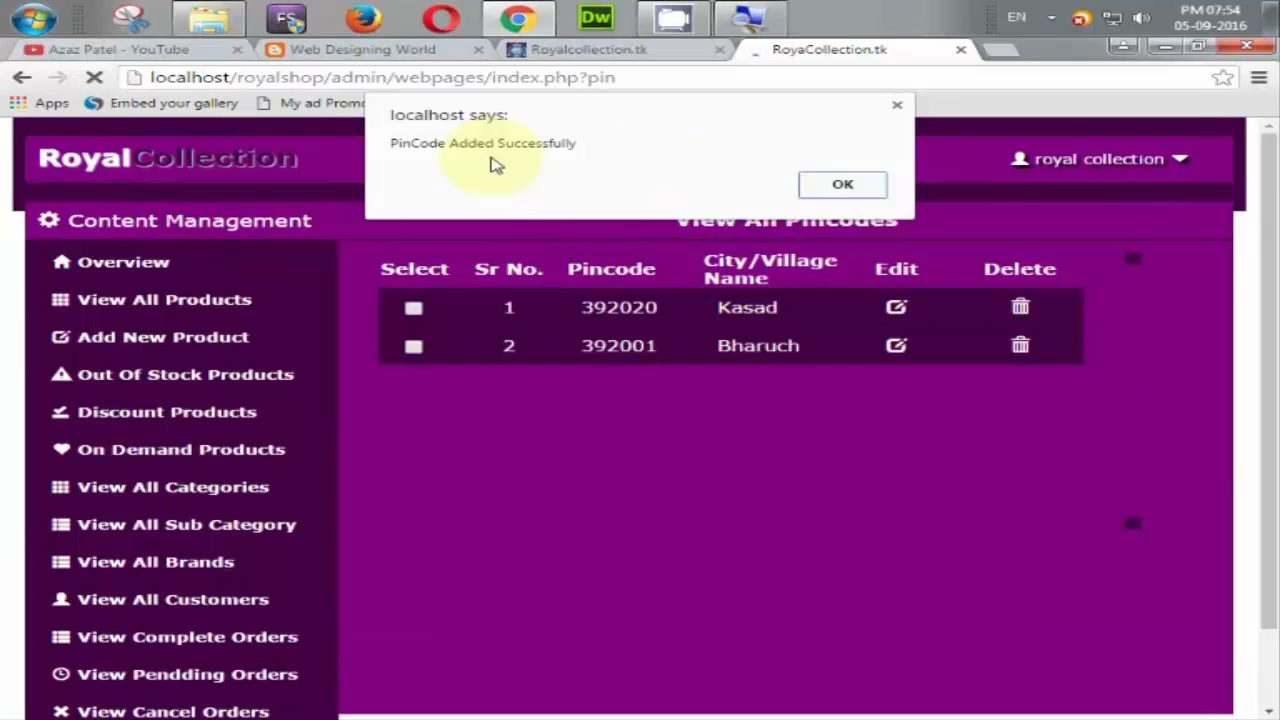 FS
Dw
EN
PM 07:54
05-09-2016
Azaz Patel - YouTube
Web Designing World
Royalcollection.tk
RoyaCollection.tk
localhost/royalshop/admin/webpages/index.php?pin
Apps
Embed your gallery
My ad Promo
localhost says:
PinCode Added Successfully
OK
RoyalCollection
royal collection
Content Management
View All Pincodes
Overview
View All Products
Add New Product
Out Of Stock Products
Discount Products
On Demand Products
View All Categories
View All Sub Category
View All Brands
View All Customers
View Complete Orders
View Pendding Orders
View Cancel Orders
Select Sr No. Pincode City/Village Name Edit Delete
1 392020 Kasad
2 392001 Bharuch